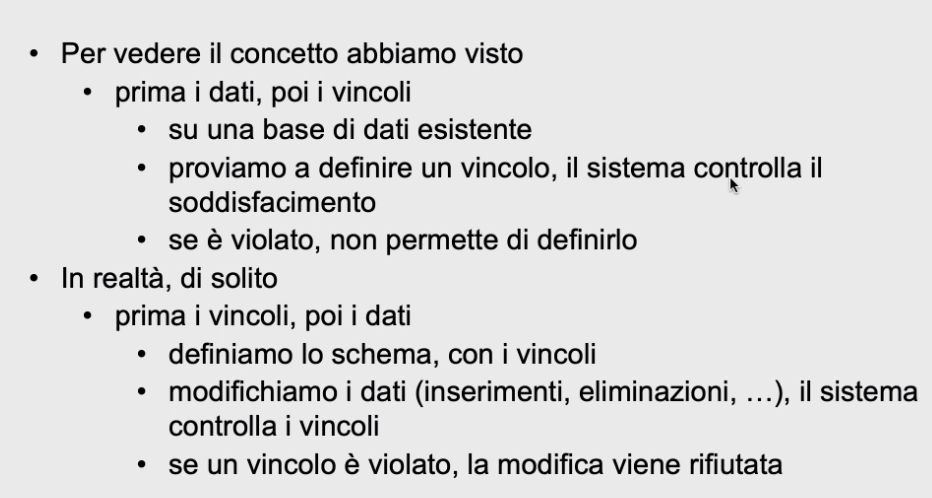 • Per vedere il concetto abbiamo visto
• prima i dati, poi i vincoli
• su una base di dati esistente
• proviamo a definire un vincolo, il sistema controlla il
soddisfacimento
• se è violato, non permette di definirlo
• In realtà, di solito
• prima i vincoli, poi i dati
• definiamo lo schema, con i vincoli
• modifichiamo i dati (inserimenti, eliminazioni, …), il sistema
controlla i vincoli
• se un vincolo è violato, la modifica viene rifiutata